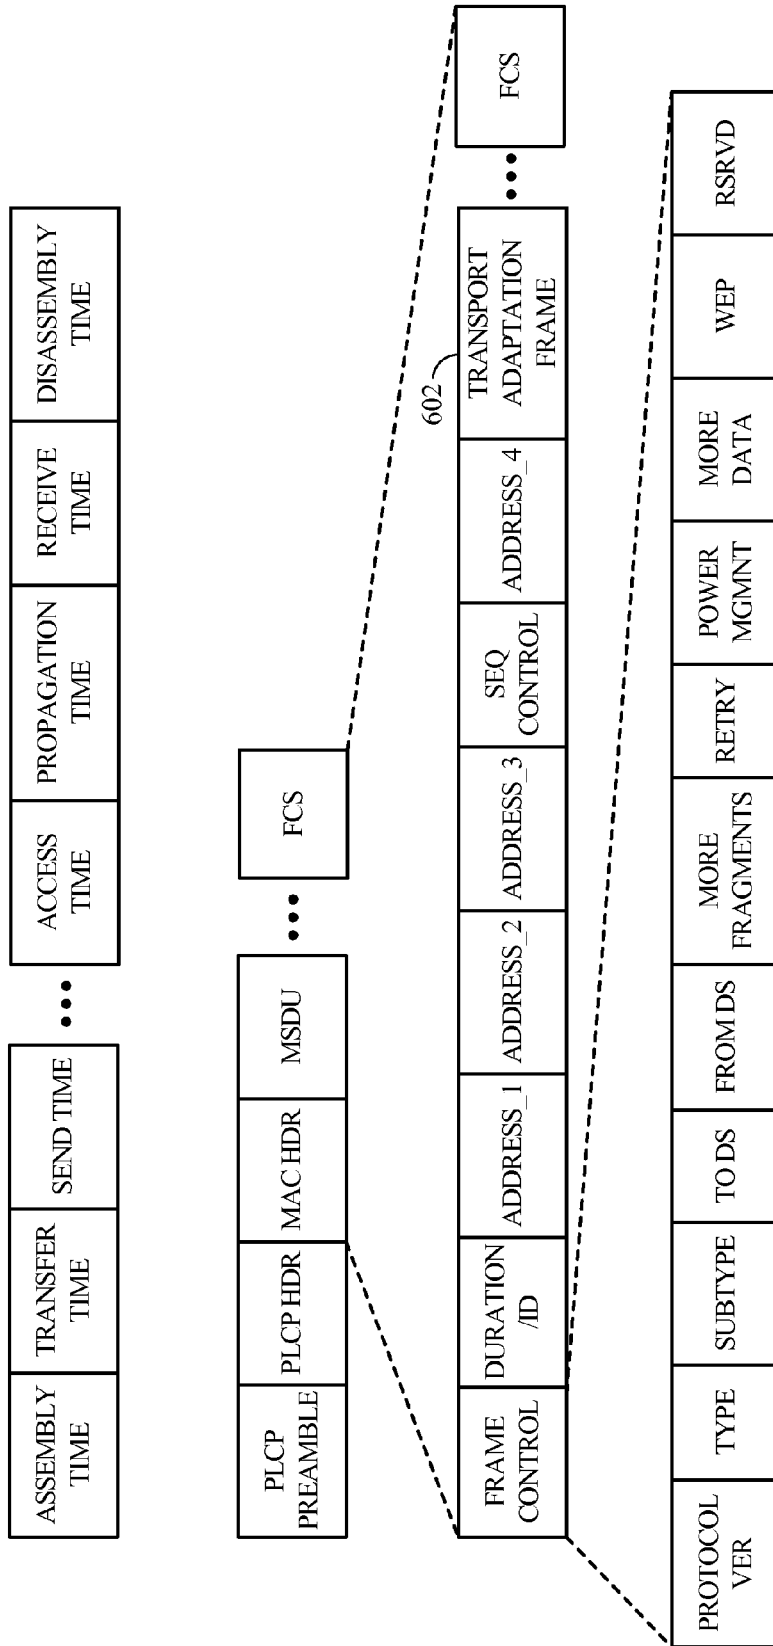 ASSEMBLY
TIME
TRANSFER
TIME
SEND TIME
•••
ACCESS
TIME
PROPAGATION
TIME
RECEIVE
TIME
DISASSEMBLY
TIME
PLCP
PREAMBLE
PLCP HDR
MAC HDR
MSDU
•••
FCS
FRAME
CONTROL
DURATION
/ID
ADDRESS_1
ADDRESS_2
ADDRESS_3
SEQ
CONTROL
ADDRESS_4
602
TRANSPORT
ADAPTATION
FRAME
•••
FCS
PROTOCOL
VER
TYPE
SUBTYPE
TO DS
FROM DS
MORE
FRAGMENTS
RETRY
POWER
MGMNT
MORE
DATA
WEP
RSRVD